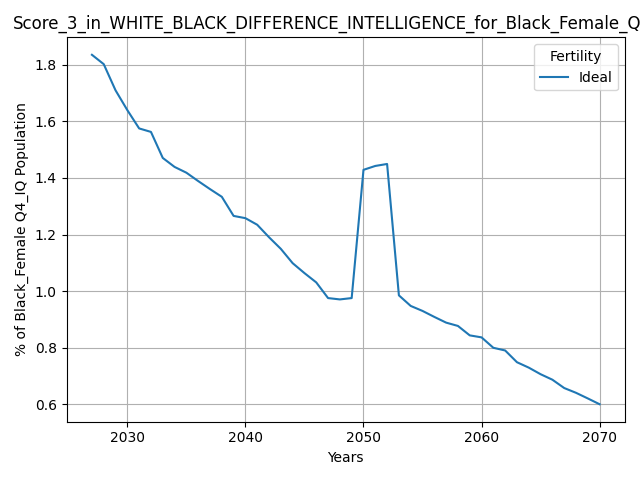 Score_3_in_WHITE_BLACK_DIFFERENCE_INTELLIGENCE_for_Black_Female_Q
Fertility
Ideal
% of Black_Female Q4_IQ Population
1.8
1.6
1.4
1.2
1.0
0.8
0.6
2030
2040
2050
2060
2070
Years